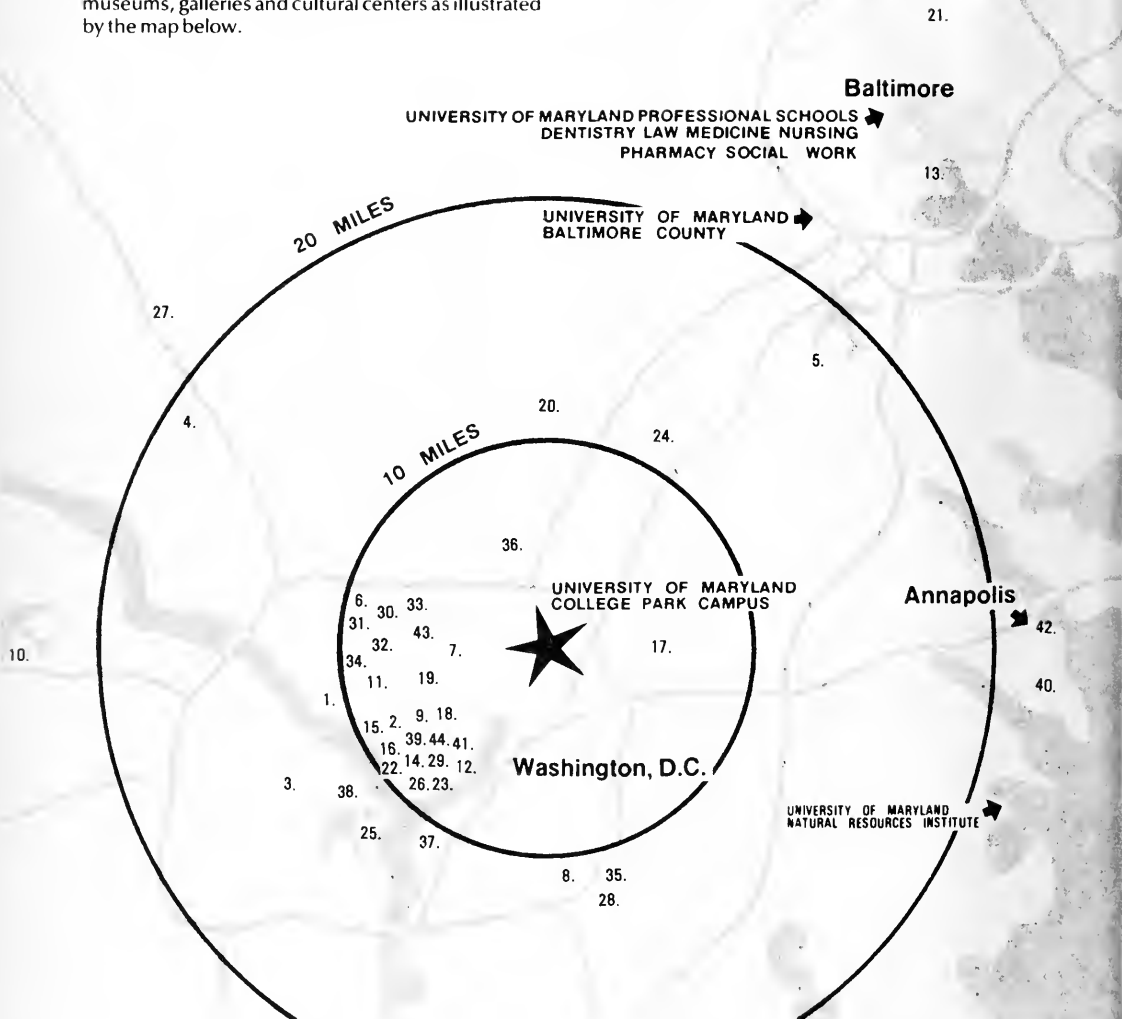 museums, galleries and cultural centers as illustrated
by the map below.
21.
Baltimore
UNIVERSITY OF MARYLAND PROFESSIONAL SCHOOLS
DENTISTRY LAW MEDICINE NURSING
PHARMACY SOCIAL WORK
13.
20 MILES
UNIVERSITY OF MARYLAND
BALTIMORE COUNTY
27.
5.
4.
20.
24.
10 MILES
36.
UNIVERSITY OF MARYLAND
COLLEGE PARK CAMPUS
Annapolis
6.
30. 33.
31.
43.
42.
32.
7.
17.
10.
34.
11. 19.
40.
1.
15. 2. 9. 18.
16. 39. 44. 41.
22. 14. 29. 12.
Washington, D.C.
3.
38.
26. 23.
UNIVERSITY OF MARYLAND
NATURAL RESOURCES INSTITUTE
25.
37.
8. 35.
28.